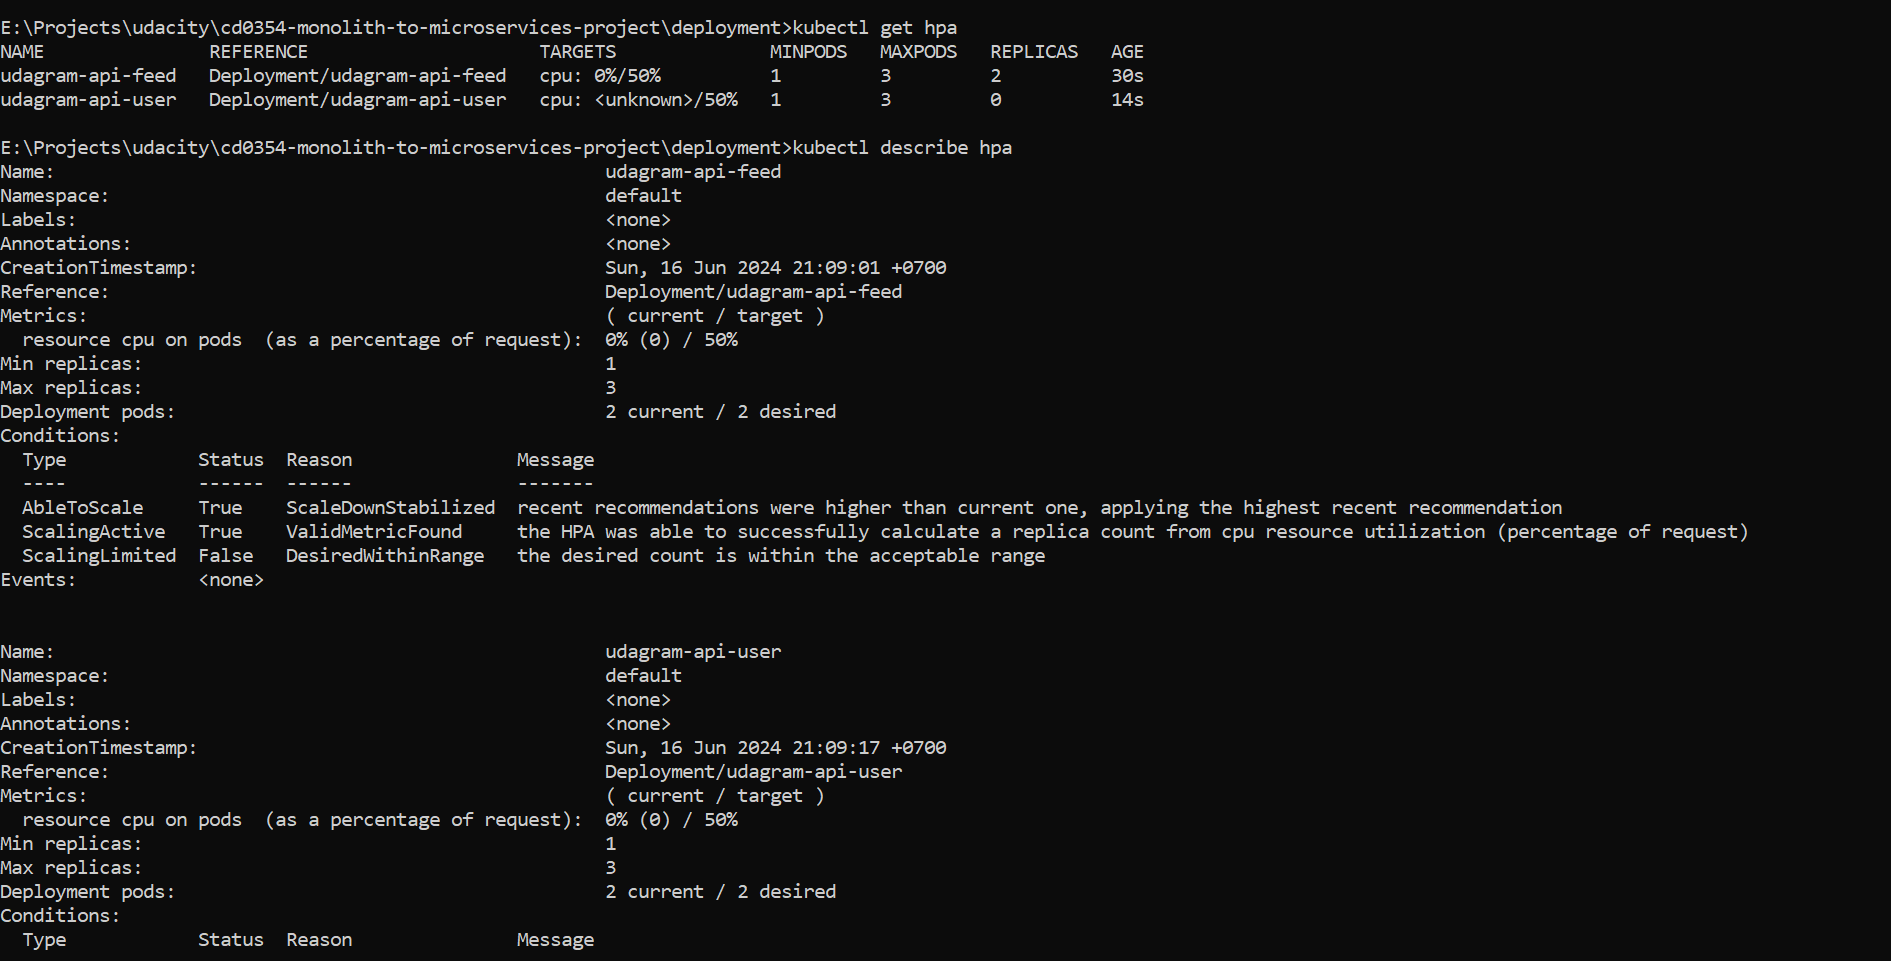 E:\Projects\udacity\cd0354-monolith-to-microservices-project\deployment>kubectl get hpa
NAME               REFERENCE                     TARGETS              MINPODS   MAXPODS   REPLICAS   AGE
udagram-api-feed   Deployment/udagram-api-feed   cpu: 0%/50%          1         3         2          30s
udagram-api-user   Deployment/udagram-api-user   cpu: <unknown>/50%   1         3         0          14s
E:\Projects\udacity\cd0354-monolith-to-microservices-project\deployment>kubectl describe hpa
Name:                                                  udagram-api-feed
Namespace:                                             default
Labels:                                                <none>
Annotations:                                           <none>
CreationTimestamp:                                     Sun, 16 Jun 2024 21:09:01 +0700
Reference:                                             Deployment/udagram-api-feed
Metrics:                                               ( current / target )
  resource cpu on pods  (as a percentage of request):  0% (0) / 50%
Min replicas:                                          1
Max replicas:                                          3
Deployment pods:                                       2 current / 2 desired
Conditions:
  Type            Status  Reason               Message
  ----            ------  ------               -------
  AbleToScale     True    ScaleDownStabilized  recent recommendations were higher than current one, applying the highest recent recommendation
  ScalingActive   True    ValidMetricFound     the HPA was able to successfully calculate a replica count from cpu resource utilization (percentage of request)
  ScalingLimited  False   DesiredWithinRange   the desired count is within the acceptable range
Events:           <none>
Name:                                                  udagram-api-user
Namespace:                                             default
Labels:                                                <none>
Annotations:                                           <none>
CreationTimestamp:                                     Sun, 16 Jun 2024 21:09:17 +0700
Reference:                                             Deployment/udagram-api-user
Metrics:                                               ( current / target )
  resource cpu on pods  (as a percentage of request):  0% (0) / 50%
Min replicas:                                          1
Max replicas:                                          3
Deployment pods:                                       2 current / 2 desired
Conditions:
  Type            Status  Reason               Message